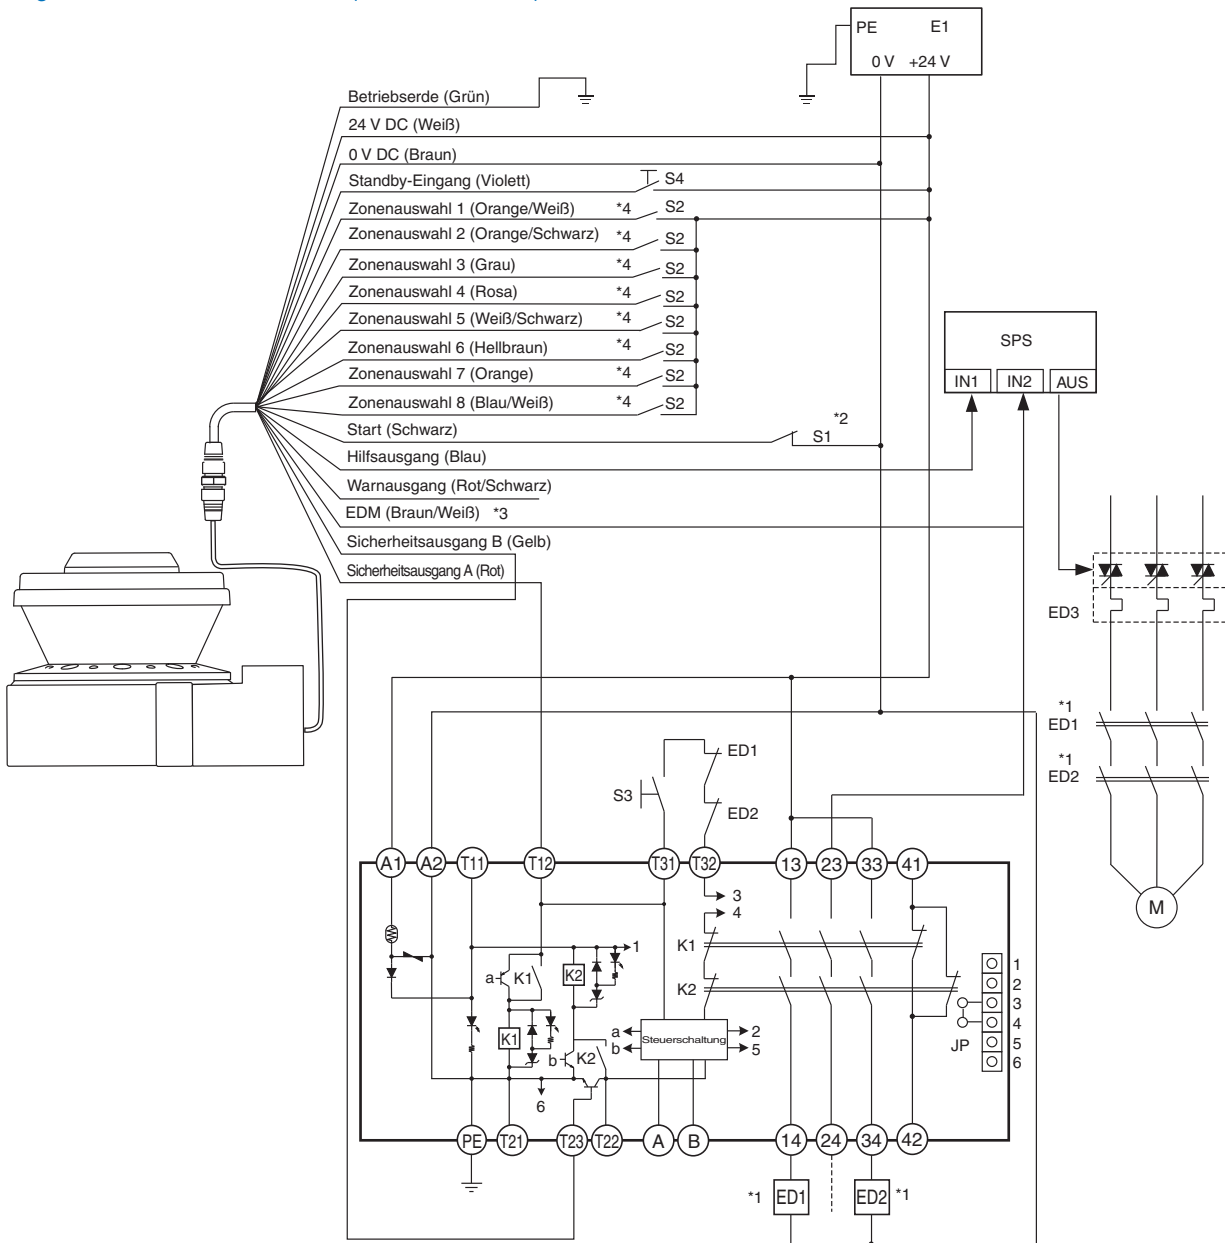 PE E1
0 V +24 V
Betriebserde (Grün)
24 V DC (Weiß)
0 V DC (Braun)
Standby-Eingang (Violett) S4
Zonenauswahl 1 (Orange/Weiß) *4 S2
Zonenauswahl 2 (Orange/Schwarz) *4 S2
Zonenauswahl 3 (Grau) *4 S2
Zonenauswahl 4 (Rosa) *4 S2
Zonenauswahl 5 (Weiß/Schwarz) *4 S2
Zonenauswahl 6 (Hellbraun) *4 S2
Zonenauswahl 7 (Orange) *4 S2
Zonenauswahl 8 (Blau/Weiß) *4 S2
Start (Schwarz) S1 *2
Hilfsausgang (Blau)
Warnausgang (Rot/Schwarz)
EDM (Braun/Weiß) *3
Sicherheitsausgang B (Gelb)
Sicherheitsausgang A (Rot)
SPS
IN1 IN2 AUS
ED3
*1
ED1
*1
ED2
M
S3
ED1
ED2
A1 A2 T11 T12 T31 T32 13 23 33 41
3
4
K1
K2
1
a K1
K2
K1
b K2
a
b
Steuerschaltung
2
5
6
JP
1
2
3
4
5
6
PE T21 T23 T22 A B 14 24 34 42
*1 ED1 ED2 *1